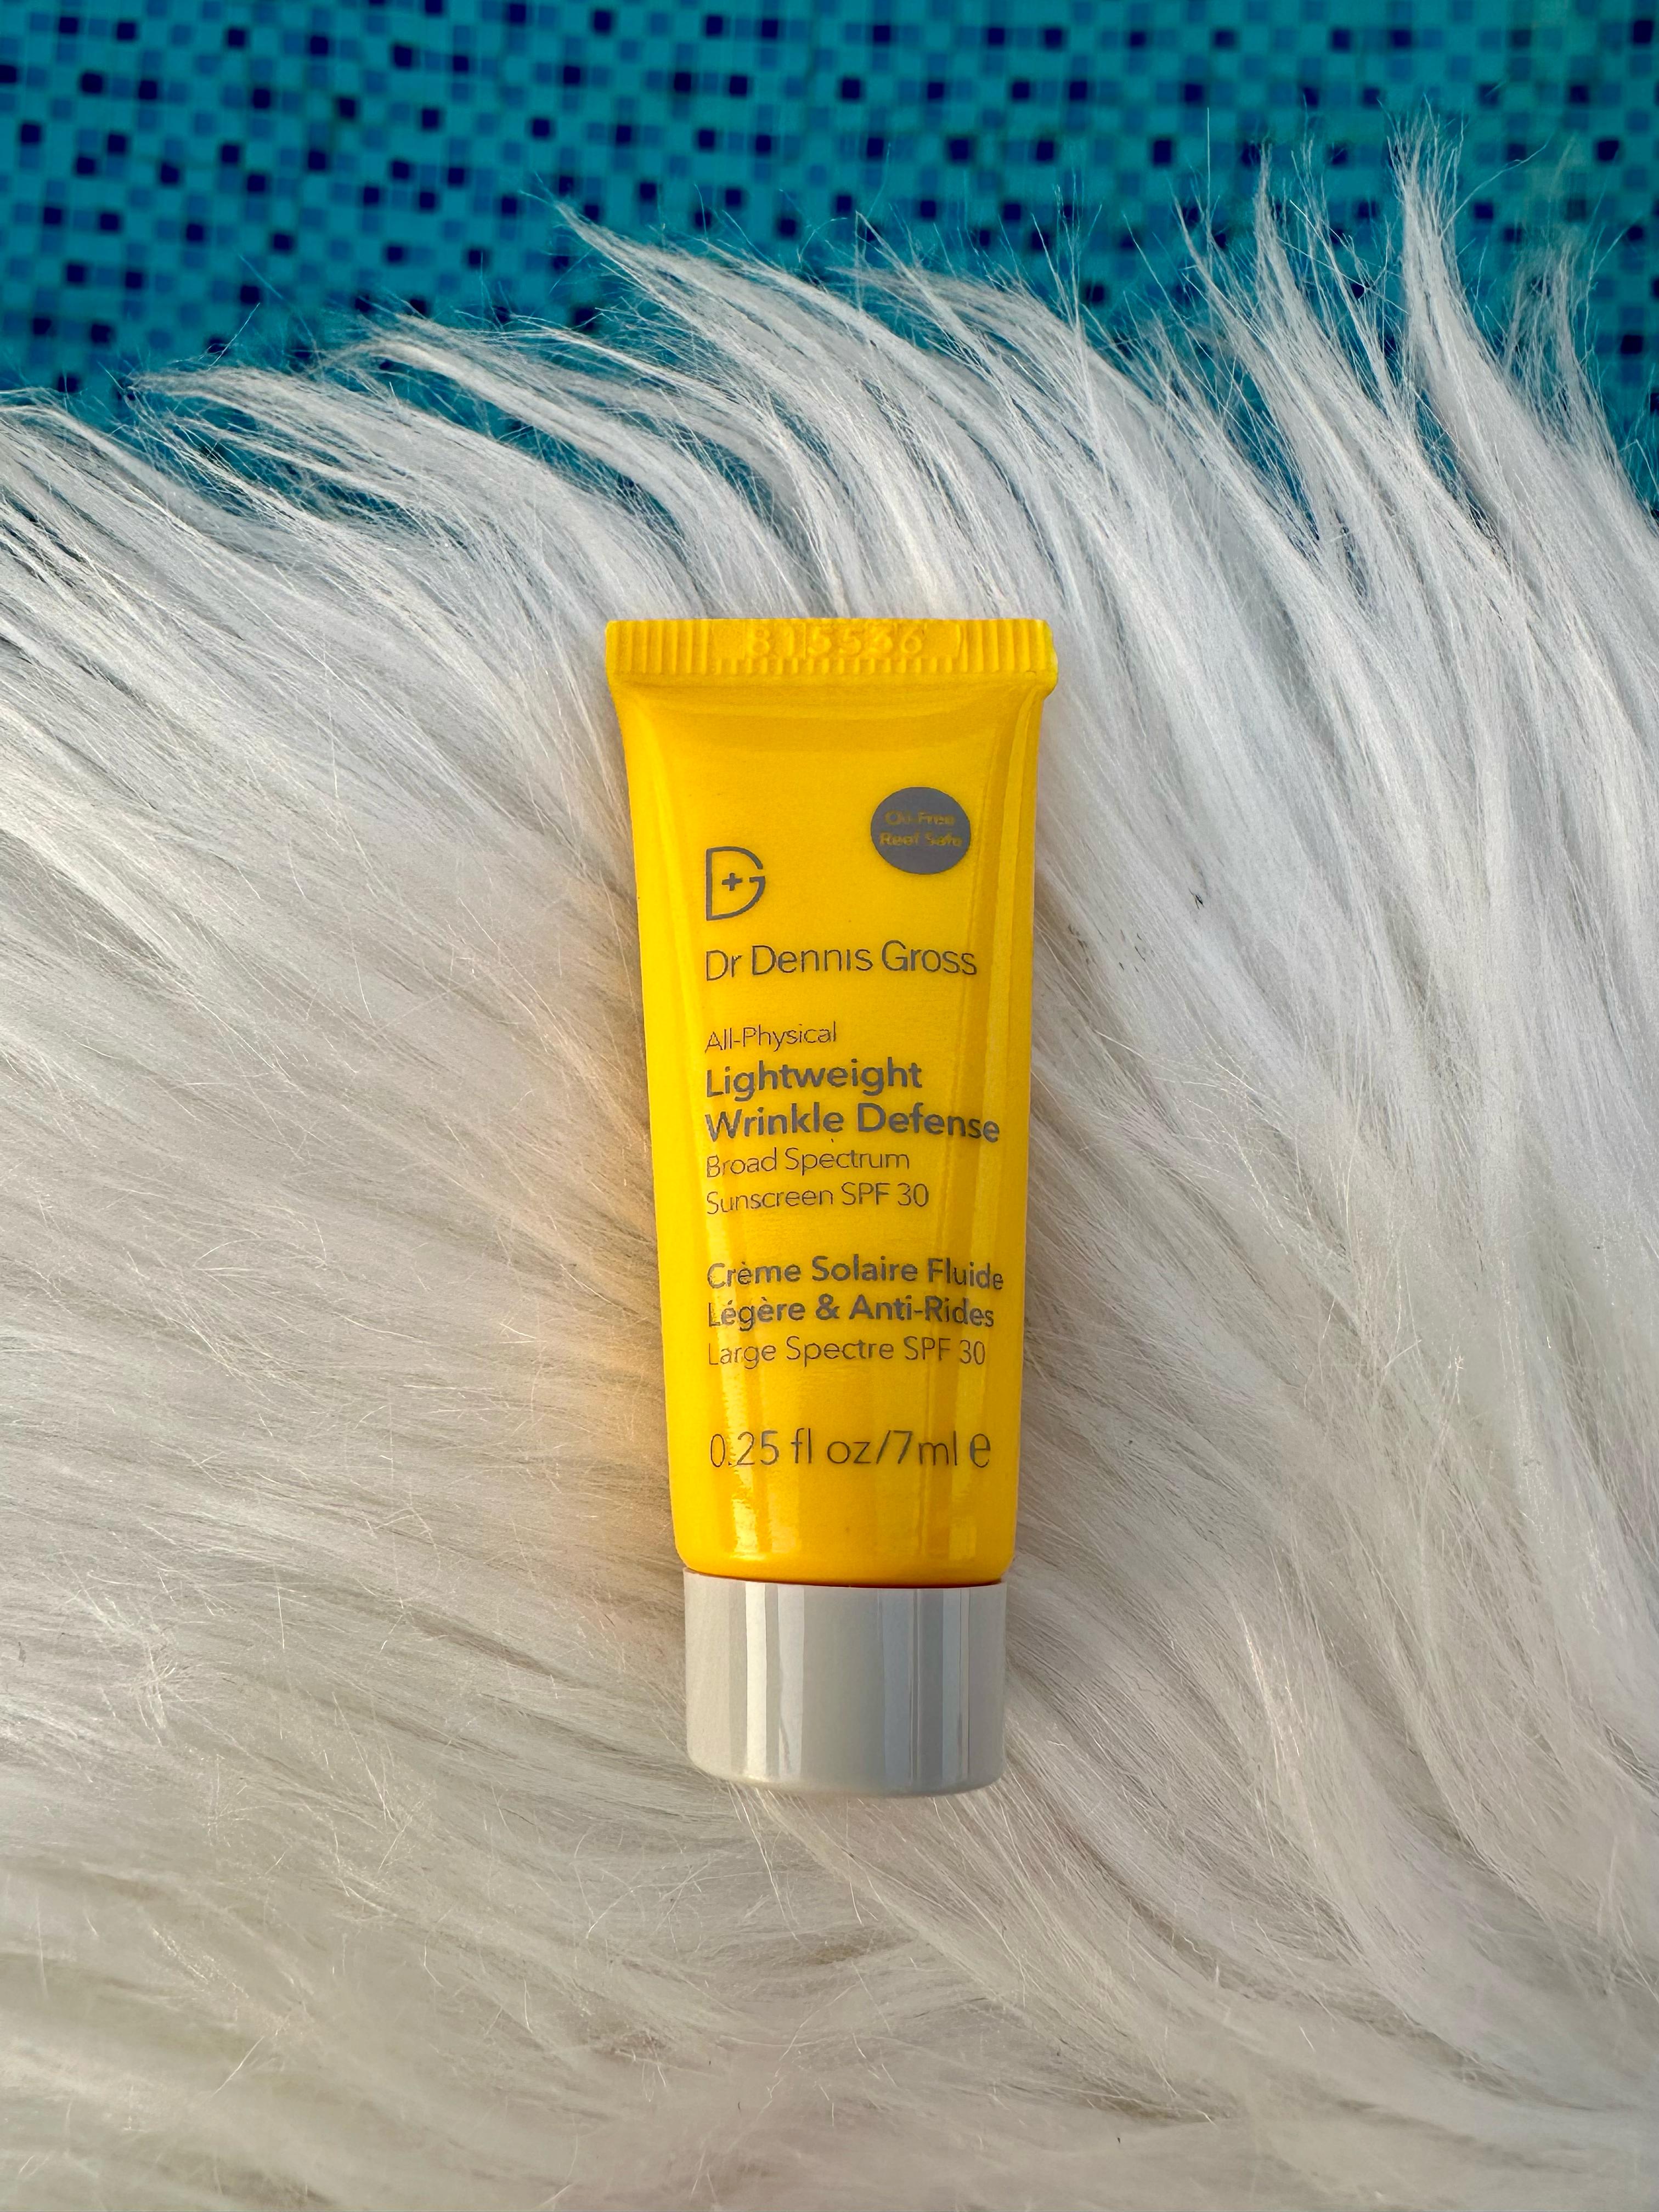 815536
Oil-Free
Reef Safe
DG
Dr Dennis Gross
All-Physical
Lightweight
Wrinkle Defense
Broad Spectrum
Sunscreen SPF 30
Crème Solaire Fluide
Légère & Anti-Rides
Large Spectre SPF 30
0.25 fl oz/7ml e